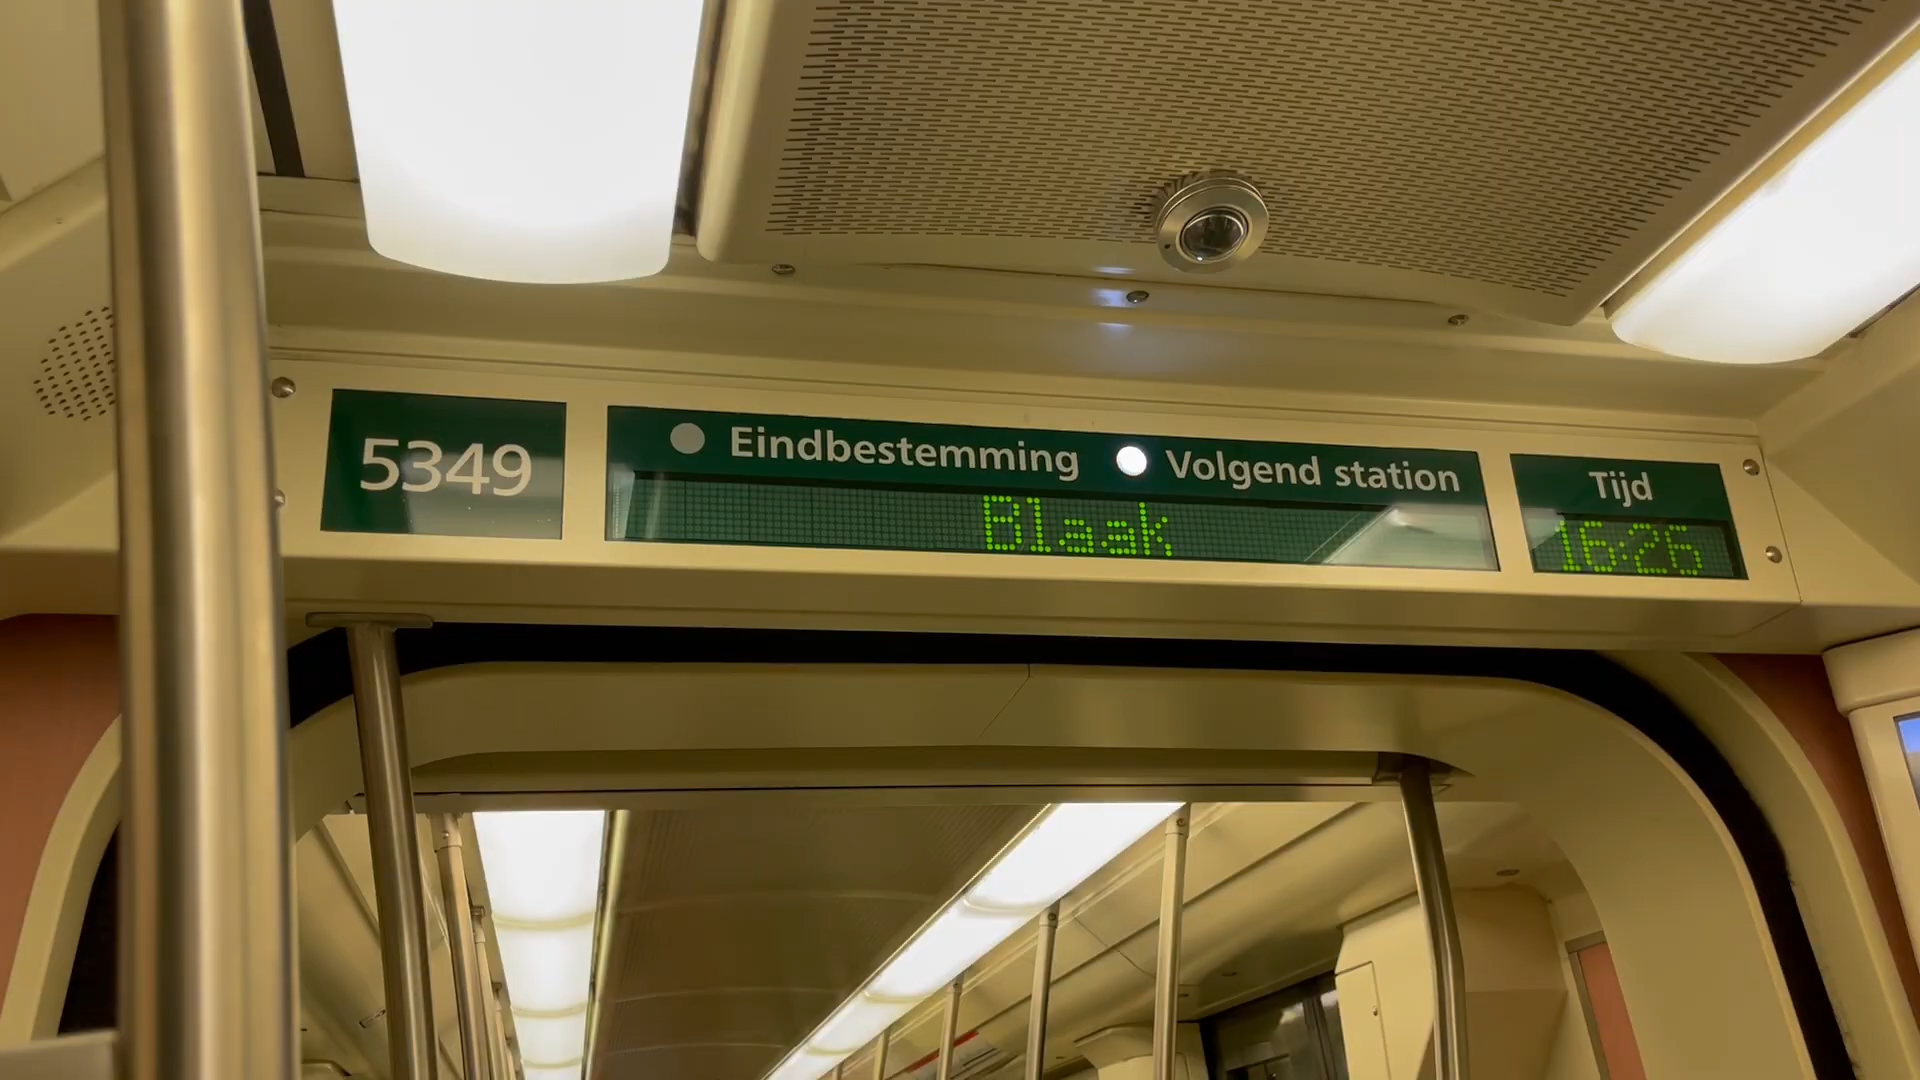 5349
Eindbestemming
Volgend station
Blaak
Tijd
16:26